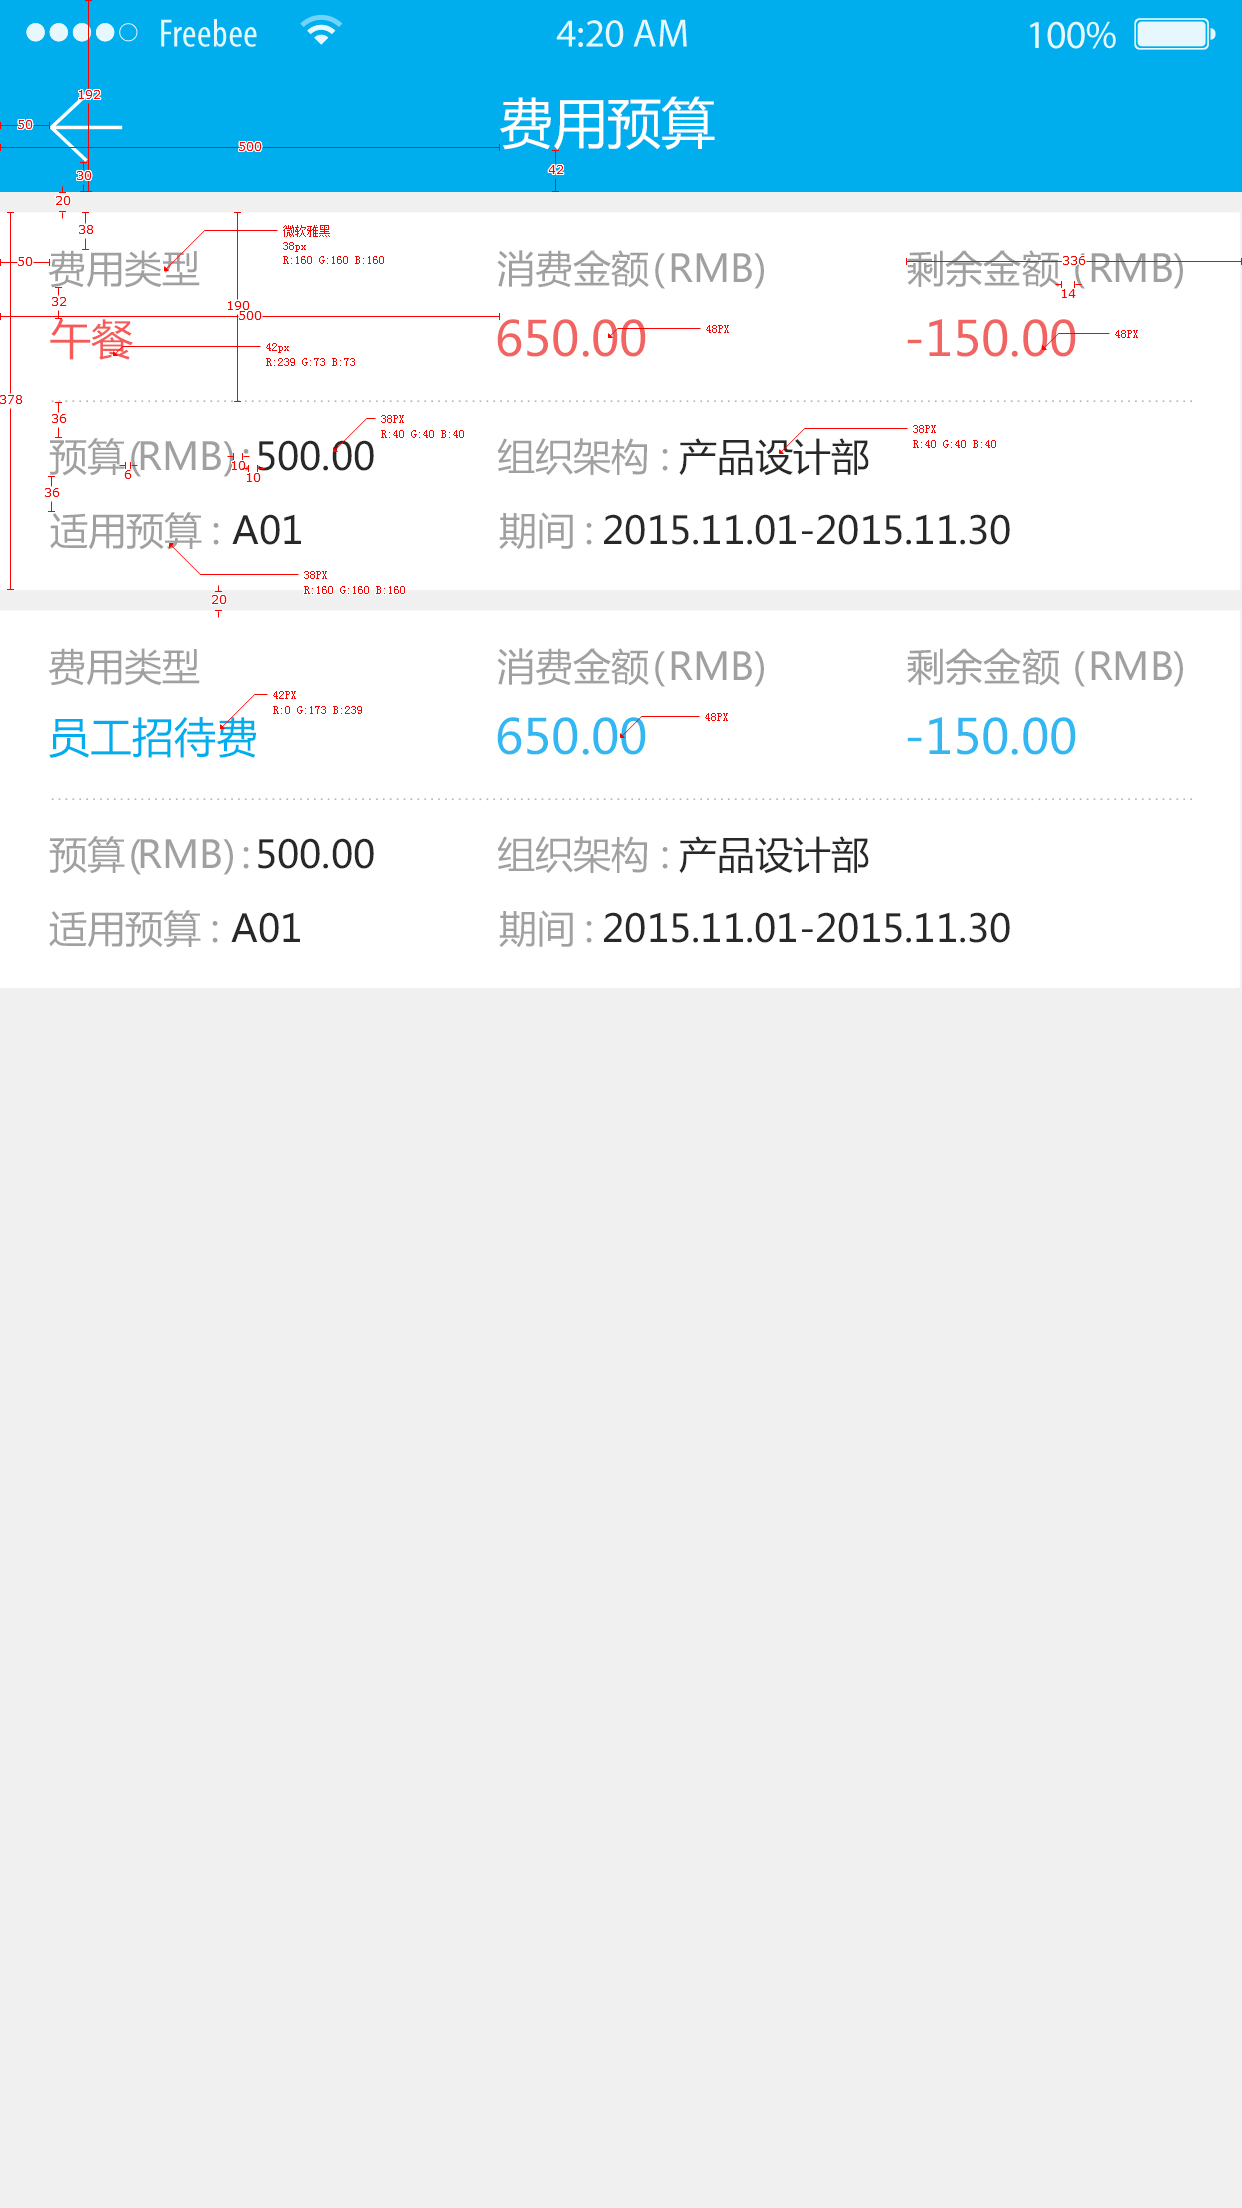 Freebee 4:20 AM 100%
192
费用预算
50
500
42
30
20
38
微软雅黑
38px
R:160 G:160 B:160
50
费用类型 消费金额(RMB) 剩余金额 (RMB)
336
14
32
190
500
午餐 650.00 -150.00
48PX
48PX
42px
R:239 G:73 B:73
378
36
38PX
R:40 G:40 B:40
38PX
R:40 G:40 B:40
预算(RMB) : 500.00 组织架构 : 产品设计部
6
10
10
36
适用预算 : A01 期间 : 2015.11.01-2015.11.30
38PX
R:160 G:160 B:160
20
费用类型 消费金额(RMB) 剩余金额 (RMB)
42PX
R:0 G:173 B:239
48PX
员工招待费 650.00 -150.00
预算(RMB) : 500.00 组织架构 : 产品设计部
适用预算 : A01 期间 : 2015.11.01-2015.11.30